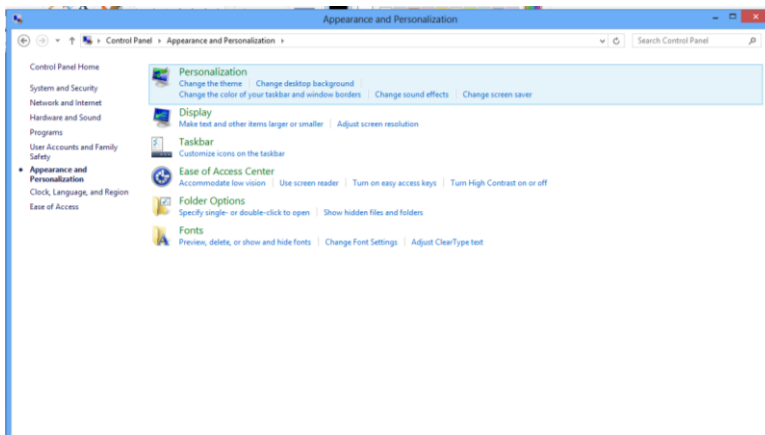 Appearance and Personalization
Control Panel Appearance and Personalization
Search Control Panel
Control Panel Home
System and Security
Network and Internet
Hardware and Sound
Programs
User Accounts and Family
Safety
Appearance and
Personalization
Clock, Language, and Region
Ease of Access
Personalization
Change the theme Change desktop background
Change the color of your taskbar and window borders Change sound effects Change screen saver
Display
Make text and other items larger or smaller Adjust screen resolution
Taskbar
Customize icons on the taskbar
Ease of Access Center
Accommodate low vision Use screen reader Turn on easy access keys Turn High Contrast on or off
Folder Options
Specify single- or double-click to open Show hidden files and folders
Fonts
Preview, delete, or show and hide fonts Change Font Settings Adjust ClearType text